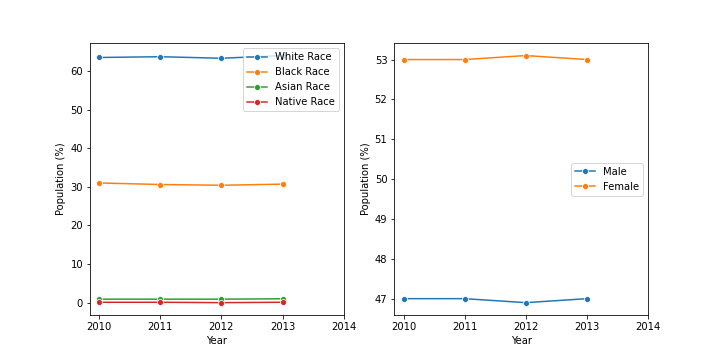 60
50
40
30
20
10
0
Population (%)
2010 2011 2012 2013 2014
Year
White Race
Black Race
Asian Race
Native Race
53
52
51
50
49
48
47
Population (%)
2010 2011 2012 2013 2014
Year
Male
Female